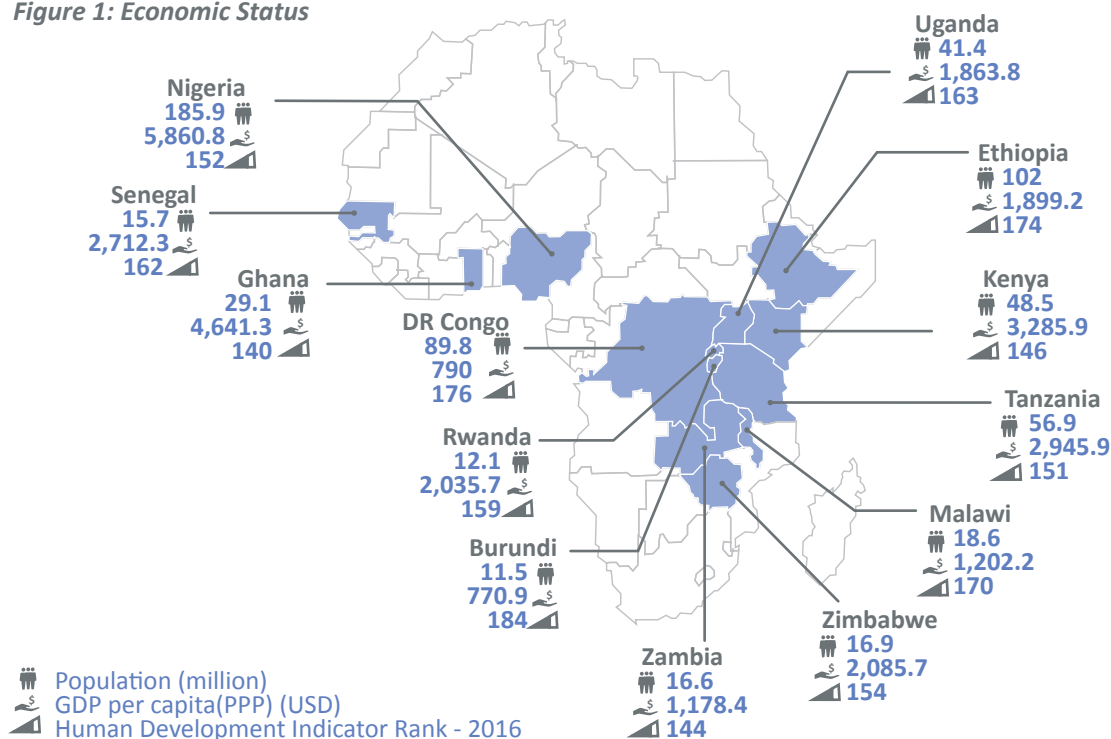 Figure 1: Economic Status
Uganda
41.4
1,863.8
163
Nigeria
185.9
5,860.8
152
Ethiopia
102
1,899.2
174
Senegal
15.7
2,712.3
162
Ghana
29.1
4,641.3
140
Kenya
48.5
3,285.9
146
DR Congo
89.8
790
176
Tanzania
56.9
2,945.9
151
Rwanda
12.1
2,035.7
159
Malawi
18.6
1,202.2
170
Burundi
11.5
770.9
184
Zimbabwe
16.9
2,085.7
154
Zambia
16.6
1,178.4
144
Population (million)
GDP per capita(PPP) (USD)
Human Development Indicator Rank - 2016